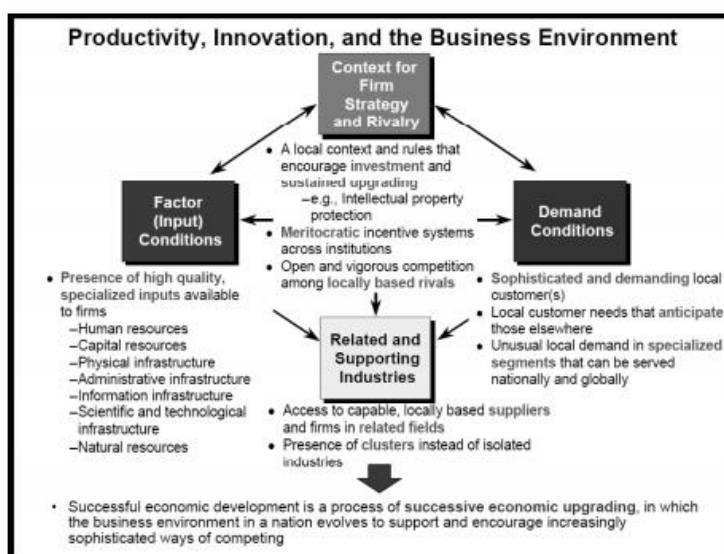 Productivity, Innovation, and the Business Environment
Context for
Firm
Strategy
and Rivalry
• A local context and rules that
encourage investment and
sustained upgrading
–e.g., Intellectual property
protection
• Meritocratic incentive systems
across institutions
• Open and vigorous competition
among locally based rivals
Factor
(Input)
Conditions
Demand
Conditions
• Presence of high quality,
specialized inputs available
to firms
–Human resources
–Capital resources
–Physical infrastructure
–Administrative infrastructure
–Information infrastructure
–Scientific and technological
infrastructure
–Natural resources
• Sophisticated and demanding local
customer(s)
• Local customer needs that anticipate
those elsewhere
• Unusual local demand in specialized
segments that can be served
nationally and globally
Related and
Supporting
Industries
• Access to capable, locally based suppliers
and firms in related fields
• Presence of clusters instead of isolated
industries
• Successful economic development is a process of successive economic upgrading, in which
the business environment in a nation evolves to support and encourage increasingly
sophisticated ways of competing